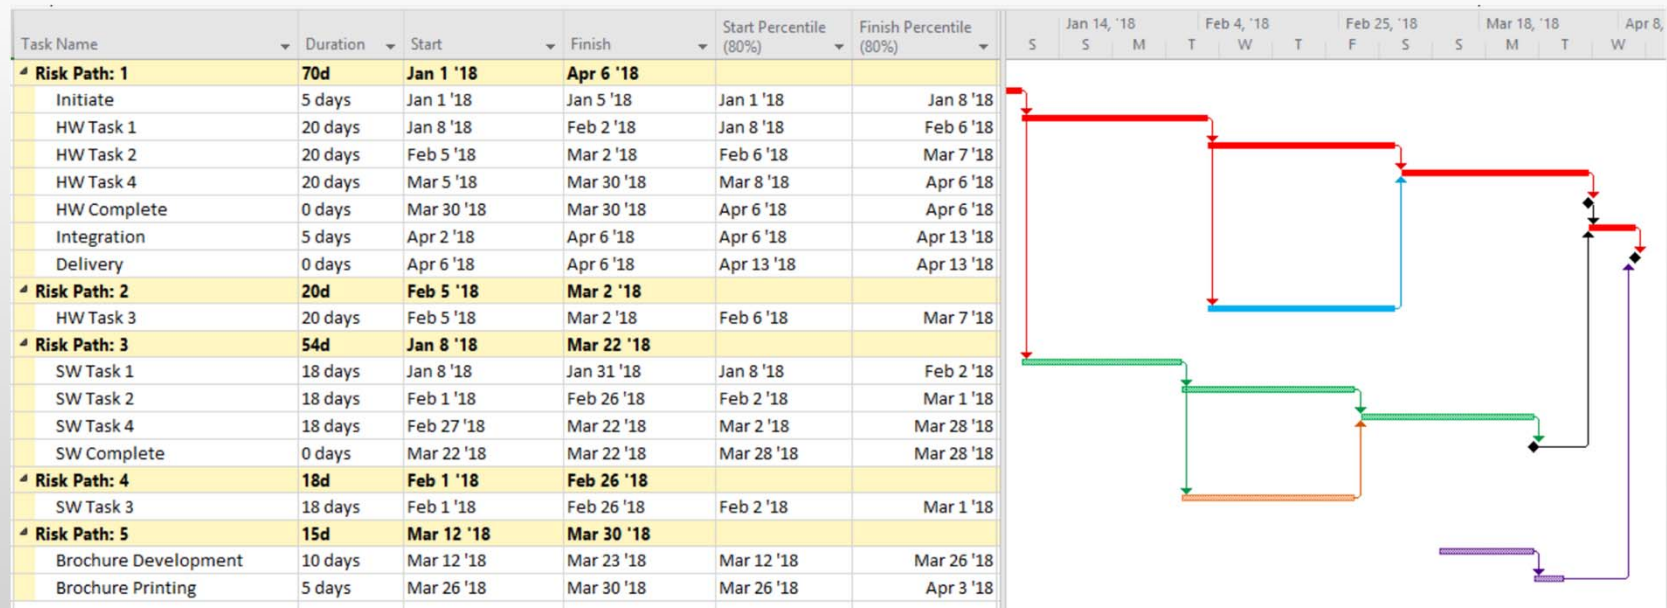 Start Percentile Finish Percentile Jan 14, '18 Feb 4, '18 Feb 25, '18 Mar 18, '18 Apr 8,
Task Name Duration Start Finish (80%) (80%) S S M T W T F S S M T W
Risk Path: 1 70d Jan 1 '18 Apr 6 '18
Initiate 5 days Jan 1 '18 Jan 5 '18 Jan 1 '18 Jan 8 '18
HW Task 1 20 days Jan 8 '18 Feb 2 '18 Jan 8 '18 Feb 6 '18
HW Task 2 20 days Feb 5 '18 Mar 2 '18 Feb 6 '18 Mar 7 '18
HW Task 4 20 days Mar 5 '18 Mar 30 '18 Mar 8 '18 Apr 6 '18
HW Complete 0 days Mar 30 '18 Mar 30 '18 Apr 6 '18 Apr 6 '18
Integration 5 days Apr 2 '18 Apr 6 '18 Apr 6 '18 Apr 13 '18
Delivery 0 days Apr 6 '18 Apr 6 '18 Apr 13 '18 Apr 13 '18
Risk Path: 2 20d Feb 5 '18 Mar 2 '18
HW Task 3 20 days Feb 5 '18 Mar 2 '18 Feb 6 '18 Mar 7 '18
Risk Path: 3 54d Jan 8 '18 Mar 22 '18
SW Task 1 18 days Jan 8 '18 Jan 31 '18 Jan 8 '18 Feb 2 '18
SW Task 2 18 days Feb 1 '18 Feb 26 '18 Feb 2 '18 Mar 1 '18
SW Task 4 18 days Feb 27 '18 Mar 22 '18 Mar 2 '18 Mar 28 '18
SW Complete 0 days Mar 22 '18 Mar 22 '18 Mar 28 '18 Mar 28 '18
Risk Path: 4 18d Feb 1 '18 Feb 26 '18
SW Task 3 18 days Feb 1 '18 Feb 26 '18 Feb 2 '18 Mar 1 '18
Risk Path: 5 15d Mar 12 '18 Mar 30 '18
Brochure Development 10 days Mar 12 '18 Mar 23 '18 Mar 12 '18 Mar 26 '18
Brochure Printing 5 days Mar 26 '18 Mar 30 '18 Mar 26 '18 Apr 3 '18